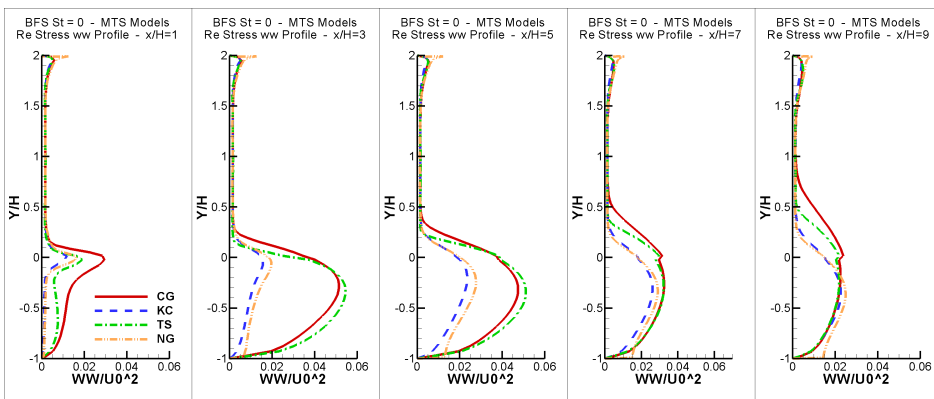 BFS St = 0 - MTS Models
Re Stress ww Profile - x/H=1
2
1.5
1
0.5
0
-0.5
-1
Y/H
CG
KC
TS
NG
0 0.02 0.04 0.06
WW/U0^2
BFS St = 0 - MTS Models
Re Stress ww Profile - x/H=3
2
1.5
1
0.5
0
-0.5
-1
Y/H
0 0.02 0.04 0.06
WW/U0^2
BFS St = 0 - MTS Models
Re Stress ww Profile - x/H=5
2
1.5
1
0.5
0
-0.5
-1
Y/H
0 0.02 0.04 0.06
WW/U0^2
BFS St = 0 - MTS Models
Re Stress ww Profile - x/H=7
2
1.5
1
0.5
0
-0.5
-1
Y/H
0 0.02 0.04 0.06
WW/U0^2
BFS St = 0 - MTS Models
Re Stress ww Profile - x/H=9
2
1.5
1
0.5
0
-0.5
-1
Y/H
0 0.02 0.04 0.06
WW/U0^2